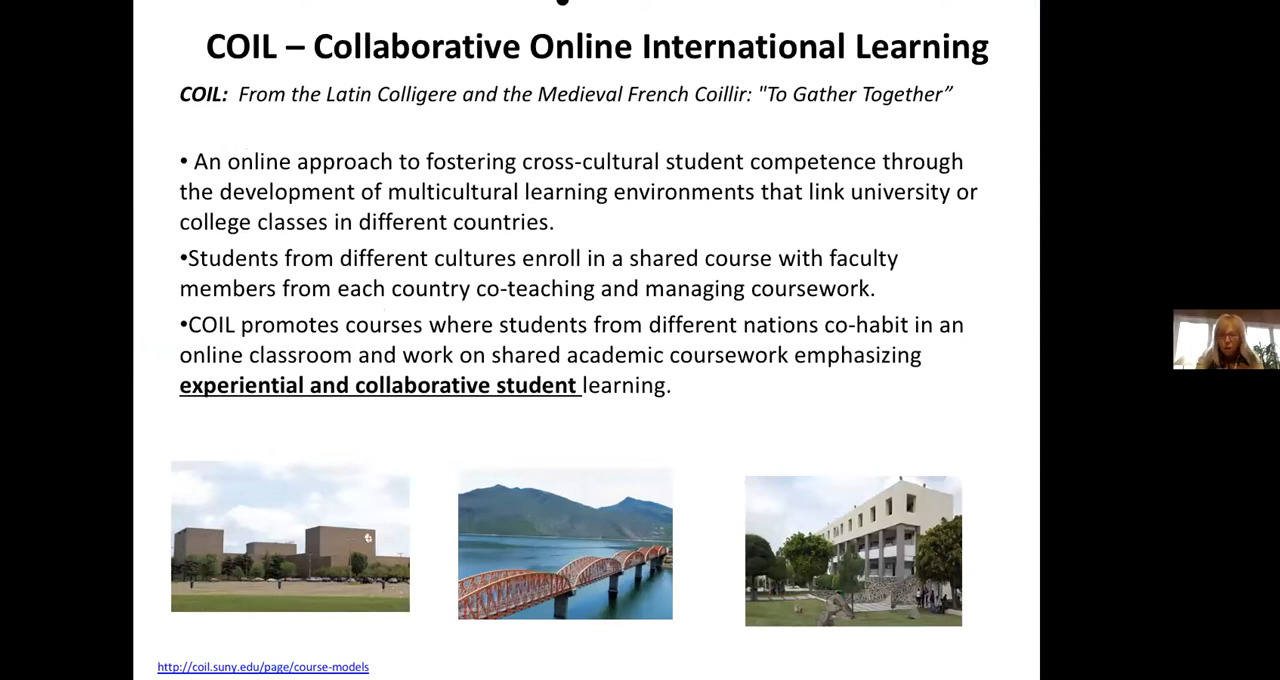 COIL – Collaborative Online International Learning
COIL: From the Latin Colligere and the Medieval French Coillir: "To Gather Together”
• An online approach to fostering cross-cultural student competence through
the development of multicultural learning environments that link university or
college classes in different countries.
•Students from different cultures enroll in a shared course with faculty
members from each country co-teaching and managing coursework.
•COIL promotes courses where students from different nations co-habit in an
online classroom and work on shared academic coursework emphasizing
experiential and collaborative student learning.
http://coil.suny.edu/page/course-models